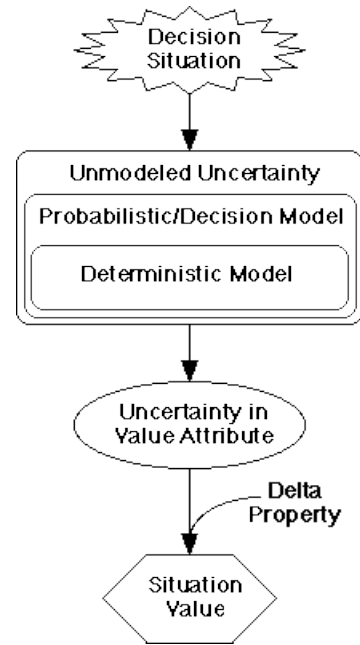 Decision
Situation
Unmodeled Uncertainty
Probabilistic/Decision Model
Deterministic Model
Uncertainty in
Value Attribute
Delta
Property
Situation
Value